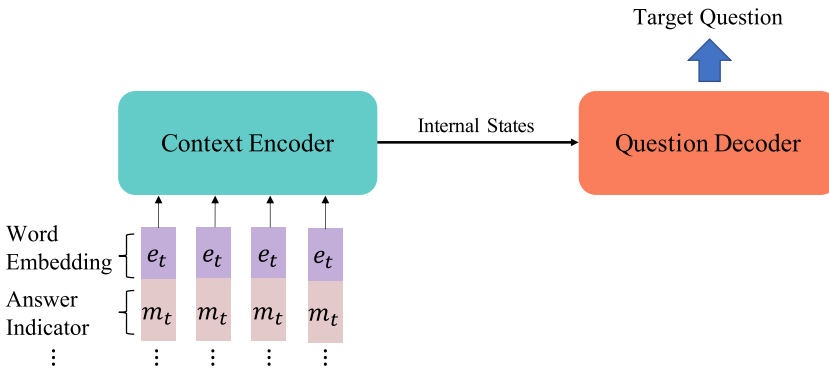 Target Question
Context Encoder
Internal States
Question Decoder
Word
Embedding
e_t e_t e_t e_t
Answer
Indicator
m_t m_t m_t m_t